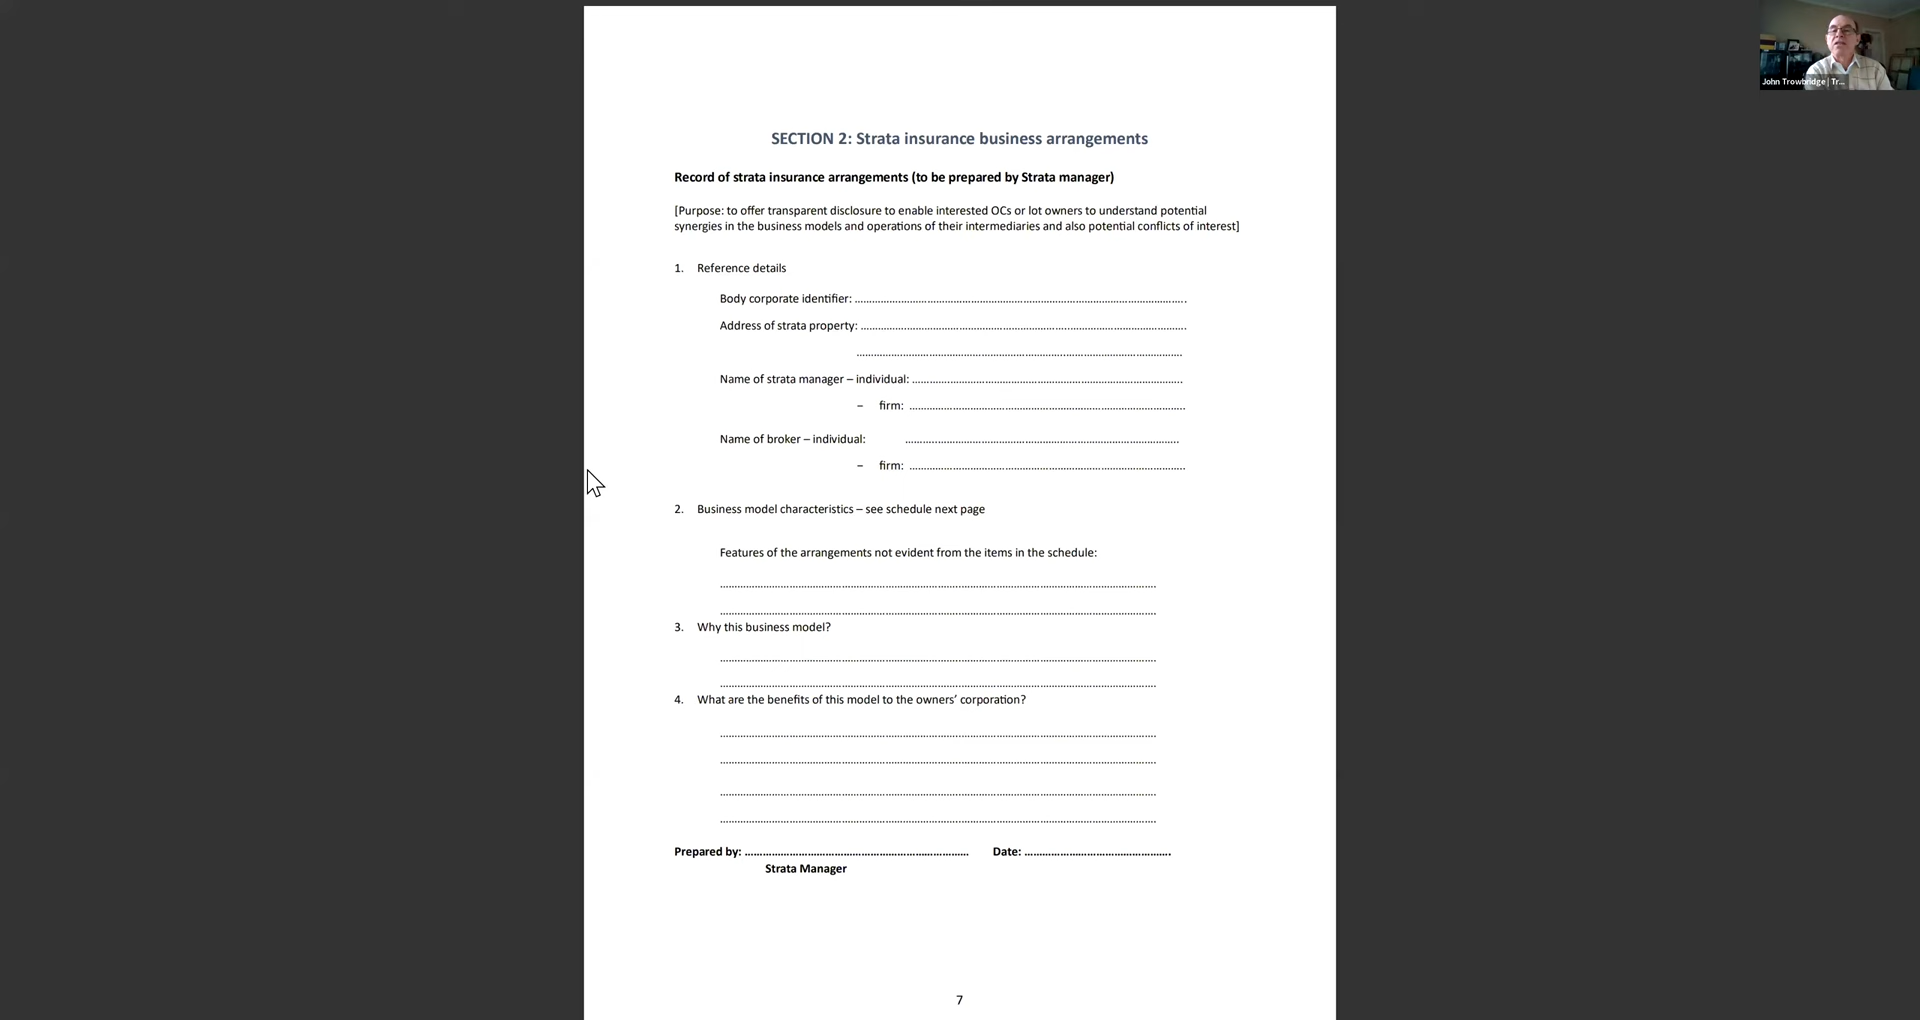 John Trowbridge | Tr...
SECTION 2: Strata insurance business arrangements
Record of strata insurance arrangements (to be prepared by Strata manager)
[Purpose: to offer transparent disclosure to enable interested OCs or lot owners to understand potential
synergies in the business models and operations of their intermediaries and also potential conflicts of interest]
1. Reference details
Body corporate identifier: ........................................
Address of strata property: ........................................
........................................
Name of strata manager – individual: ........................................
– firm: ........................................
Name of broker – individual: ........................................
– firm: ........................................
2. Business model characteristics – see schedule next page
Features of the arrangements not evident from the items in the schedule:
........................................
........................................
3. Why this business model?
........................................
........................................
4. What are the benefits of this model to the owners’ corporation?
........................................
........................................
........................................
........................................
Prepared by: ........................................ Date: ........................................
Strata Manager
7